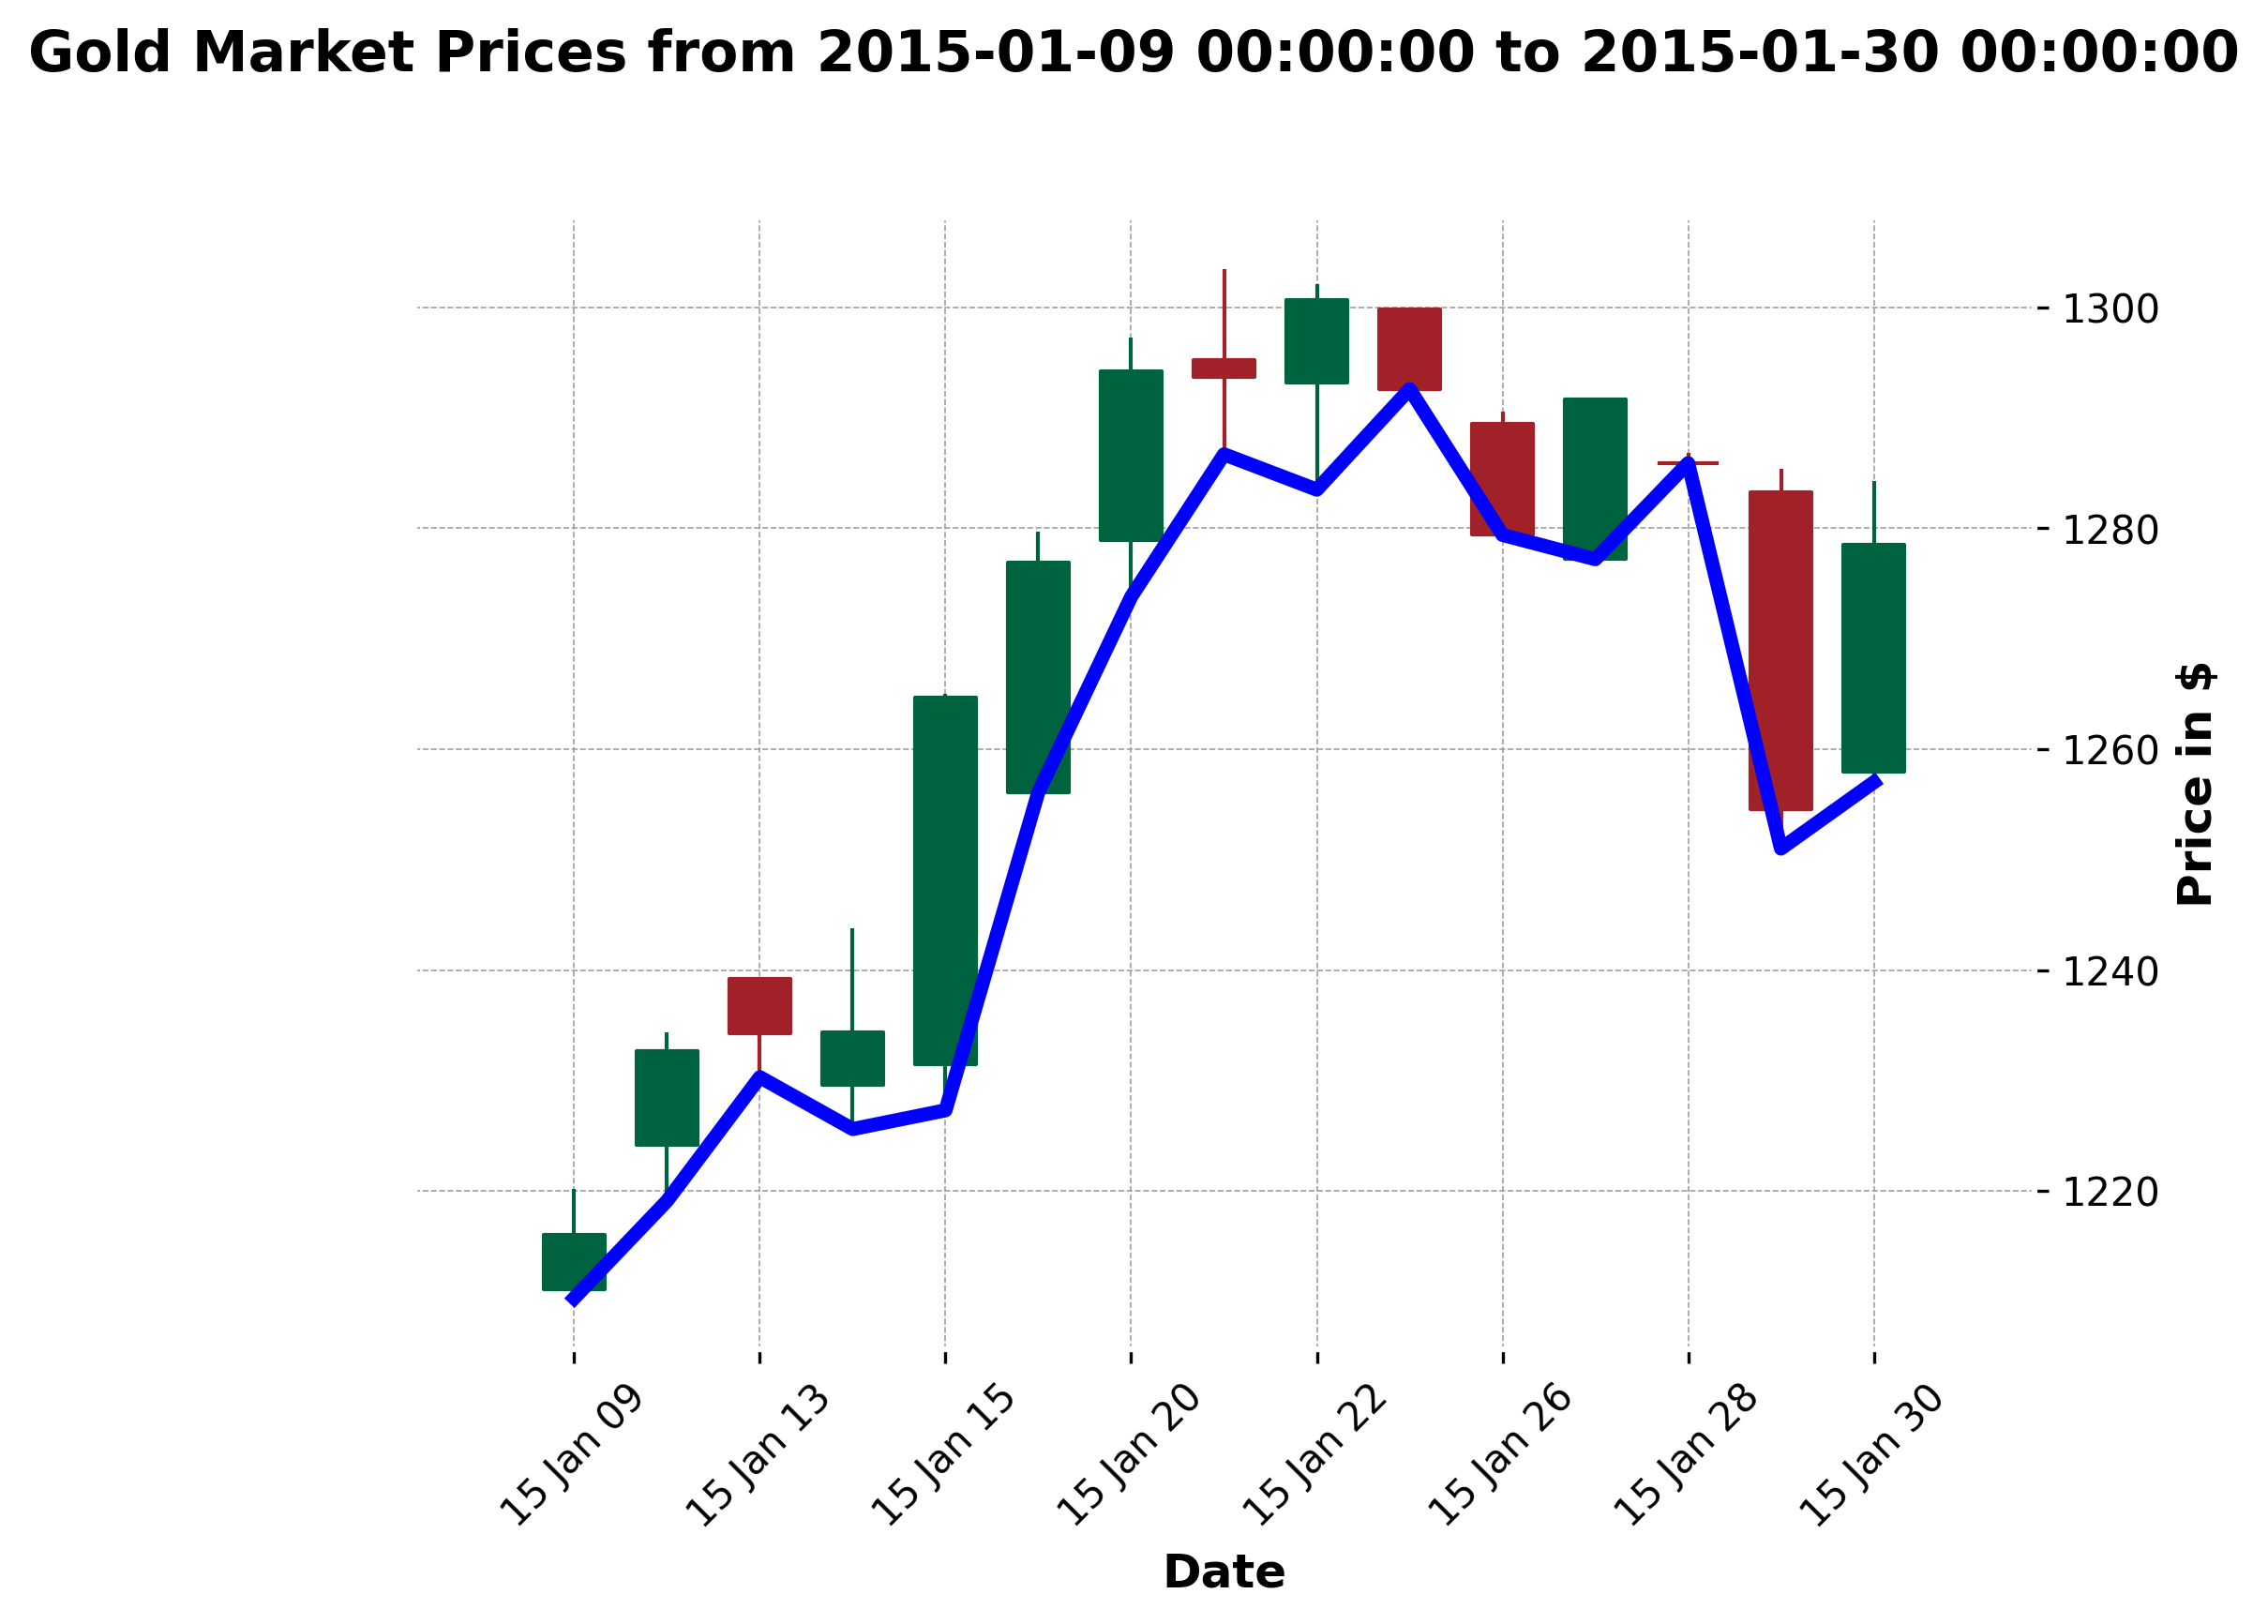 Gold Market Prices from 2015-01-09 00:00:00 to 2015-01-30 00:00:00
1300
1280
1260
1240
1220
Price in $
15 Jan 09
15 Jan 13
15 Jan 15
15 Jan 20
15 Jan 22
15 Jan 26
15 Jan 28
15 Jan 30
Date